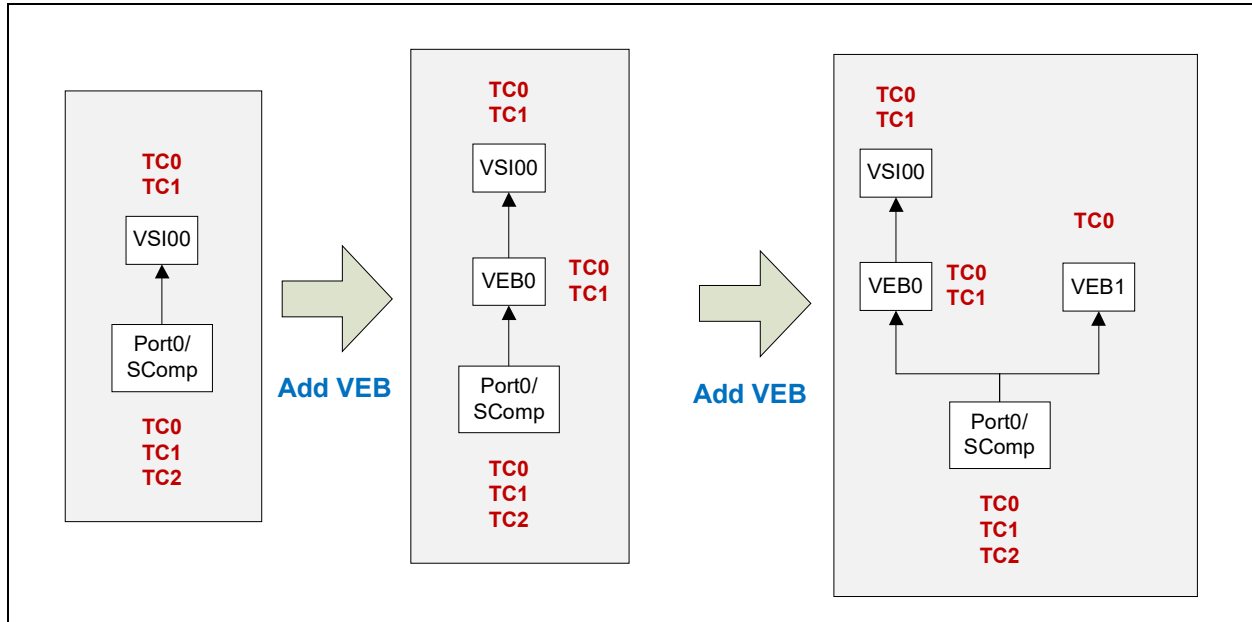 TC0
TC1
VSI00
Port0/
SComp
TC0
TC1
TC2
Add VEB
TC0
TC1
VSI00
VEB0
TC0
TC1
Port0/
SComp
TC0
TC1
TC2
Add VEB
TC0
TC1
VSI00
TC0
VEB0
TC0
TC1
VEB1
Port0/
SComp
TC0
TC1
TC2